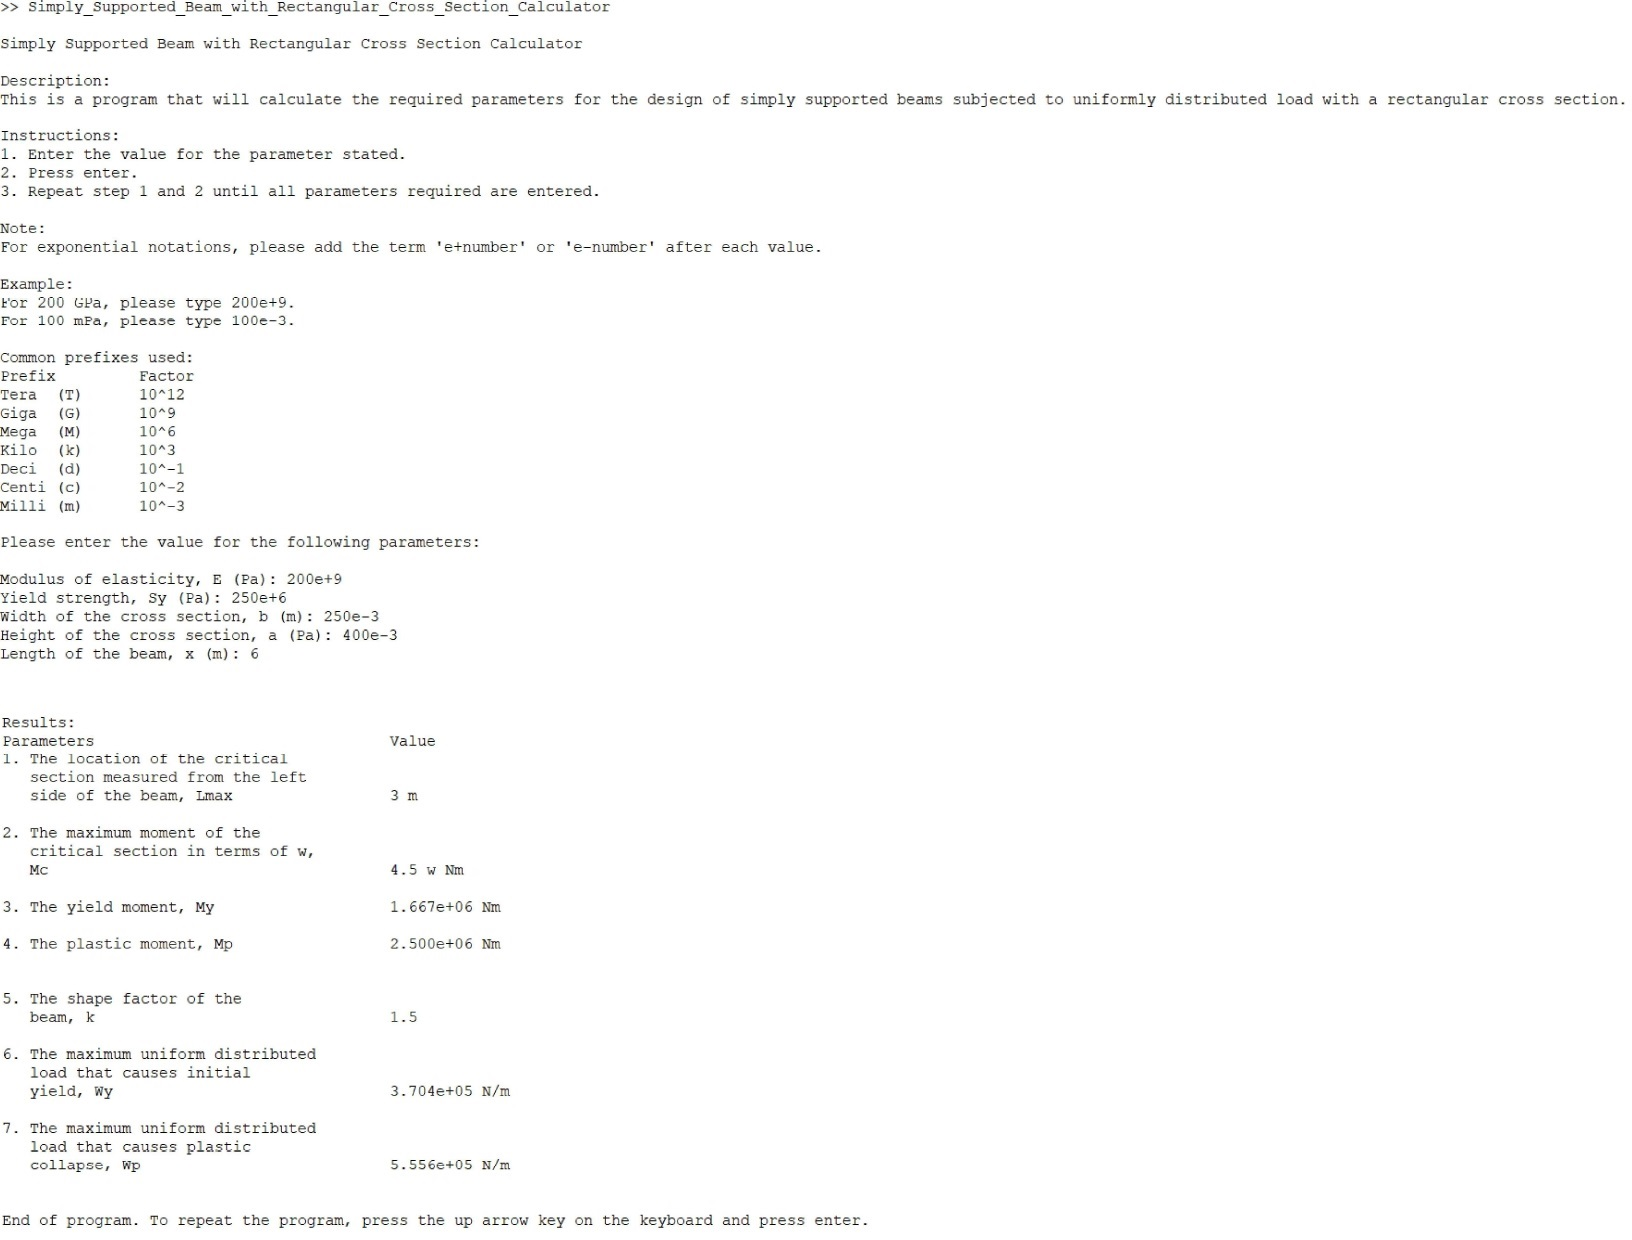 >> Simply_Supported_Beam_with_Rectangular_Cross_Section_Calculator
Simply Supported Beam with Rectangular Cross Section Calculator
Description:
This is a program that will calculate the required parameters for the design of simply supported beams subjected to uniformly distributed load with a rectangular cross section.
Instructions:
1. Enter the value for the parameter stated.
2. Press enter.
3. Repeat step 1 and 2 until all parameters required are entered.
Note:
For exponential notations, please add the term 'e+number' or 'e-number' after each value.
Example:
For 200 GPa, please type 200e+9.
For 100 mPa, please type 100e-3.
Common prefixes used:
Prefix Factor
Tera (T) 10^12
Giga (G) 10^9
Mega (M) 10^6
Kilo (k) 10^3
Deci (d) 10^-1
Centi (c) 10^-2
Milli (m) 10^-3
Please enter the value for the following parameters:
Modulus of elasticity, E (Pa): 200e+9
Yield strength, Sy (Pa): 250e+6
Width of the cross section, b (m): 250e-3
Height of the cross section, a (Pa): 400e-3
Length of the beam, x (m): 6
Results:
Parameters Value
1. The location of the critical
section measured from the left
side of the beam, Lmax 3 m
2. The maximum moment of the
critical section in terms of w,
Mc 4.5 w Nm
3. The yield moment, My 1.667e+06 Nm
4. The plastic moment, Mp 2.500e+06 Nm
5. The shape factor of the
beam, k 1.5
6. The maximum uniform distributed
load that causes initial
yield, Wy 3.704e+05 N/m
7. The maximum uniform distributed
load that causes plastic
collapse, Wp 5.556e+05 N/m
End of program. To repeat the program, press the up arrow key on the keyboard and press enter.